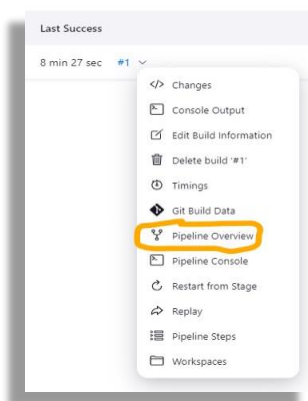 Last Success
8 min 27 sec #1
Changes
Console Output
Edit Build Information
Delete build '#1'
Timings
Git Build Data
Pipeline Overview
Pipeline Console
Restart from Stage
Replay
Pipeline Steps
Workspaces